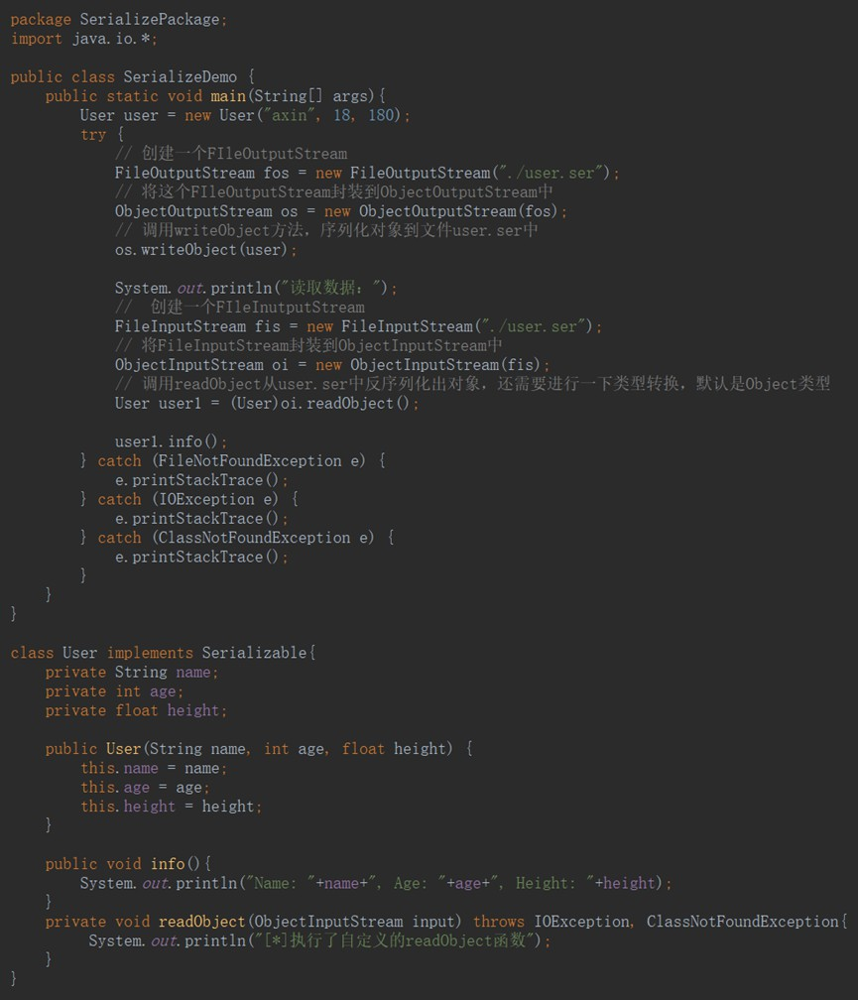 package SerializePackage;
import java.io.*;
public class SerializeDemo {
public static void main(String[] args){
User user = new User("axin", 18, 180);
try {
// 创建一个FIleOutputStream
FileOutputStream fos = new FileOutputStream("./user.ser");
// 将这个FIleOutputStream封装到ObjectOutputStream中
ObjectOutputStream os = new ObjectOutputStream(fos);
// 调用writeObject方法，序列化对象到文件user.ser中
os.writeObject(user);
System.out.println("读取数据：");
//  创建一个FIleInutputStream
FileInputStream fis = new FileInputStream("./user.ser");
// 将FileInputStream封装到ObjectInputStream中
ObjectInputStream oi = new ObjectInputStream(fis);
// 调用readObject从user.ser中反序列化出对象，还需要进行一下类型转换，默认是Object类型
User user1 = (User)oi.readObject();
user1.info();
} catch (FileNotFoundException e) {
e.printStackTrace();
} catch (IOException e) {
e.printStackTrace();
} catch (ClassNotFoundException e) {
e.printStackTrace();
}
}
}
class User implements Serializable{
private String name;
private int age;
private float height;
public User(String name, int age, float height) {
this.name = name;
this.age = age;
this.height = height;
}
public void info(){
System.out.println("Name: "+name+", Age: "+age+", Height: "+height);
}
private void readObject(ObjectInputStream input) throws IOException, ClassNotFoundException{
System.out.println("[*]执行了自定义的readObject函数");
}
}